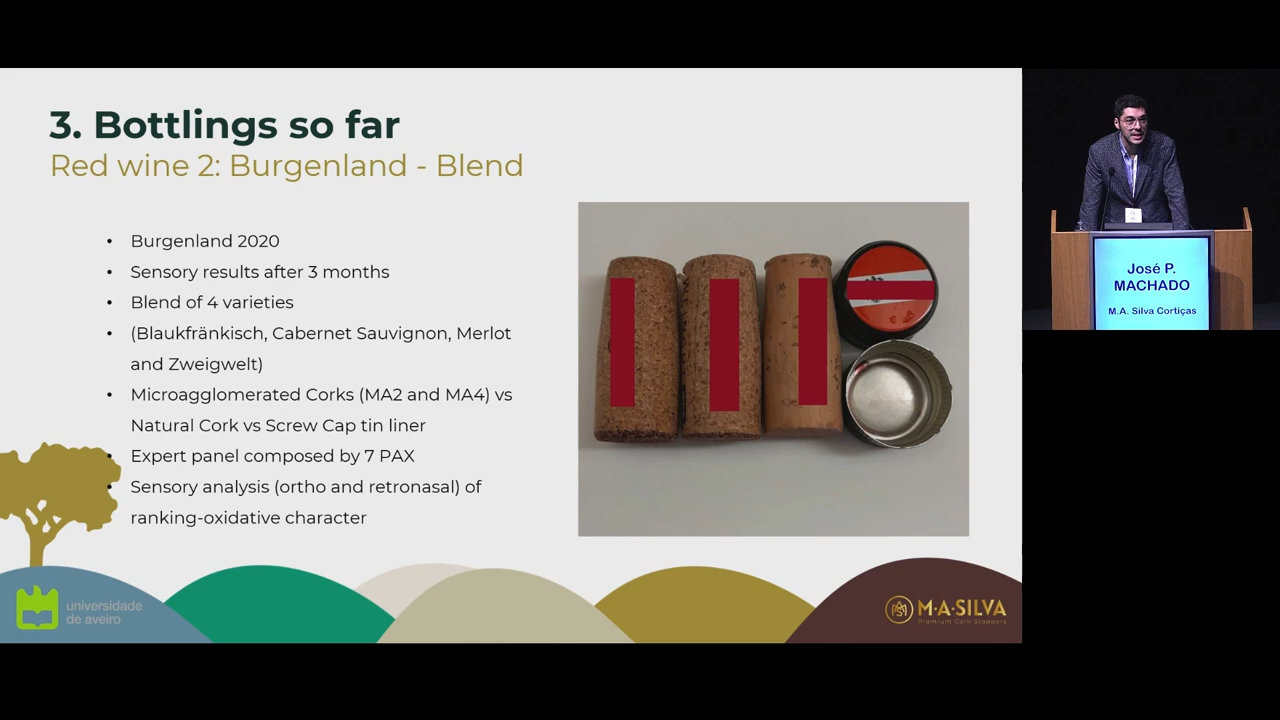 3. Bottlings so far
Red wine 2: Burgenland - Blend
• Burgenland 2020
• Sensory results after 3 months
• Blend of 4 varieties
• (Blaukfränkisch, Cabernet Sauvignon, Merlot
and Zweigwelt)
• Microagglomerated Corks (MA2 and MA4) vs
Natural Cork vs Screw Cap tin liner
• Expert panel composed by 7 PAX
• Sensory analysis (ortho and retronasal) of
ranking-oxidative character
universidade
de aveiro
M·A·SILVA
Premium Cork Stoppers
José P.
MACHADO
M.A. Silva Cortiças